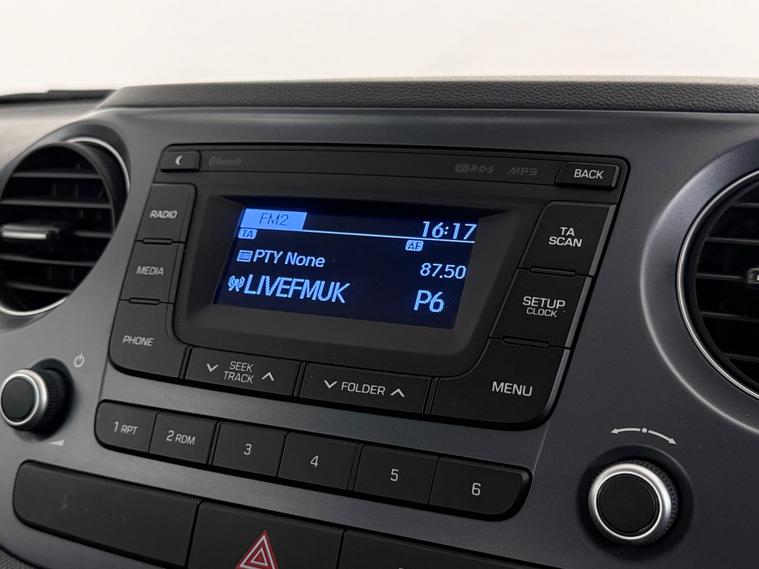 Bluetooth
RDS MP3
BACK
RADIO
FM2
16:17
TA
AF
TA
SCAN
PTY None
87.50
MEDIA
LIVEFMUK
P6
SETUP
CLOCK
PHONE
SEEK
TRACK
FOLDER
MENU
1 RPT
2 RDM
3
4
5
6